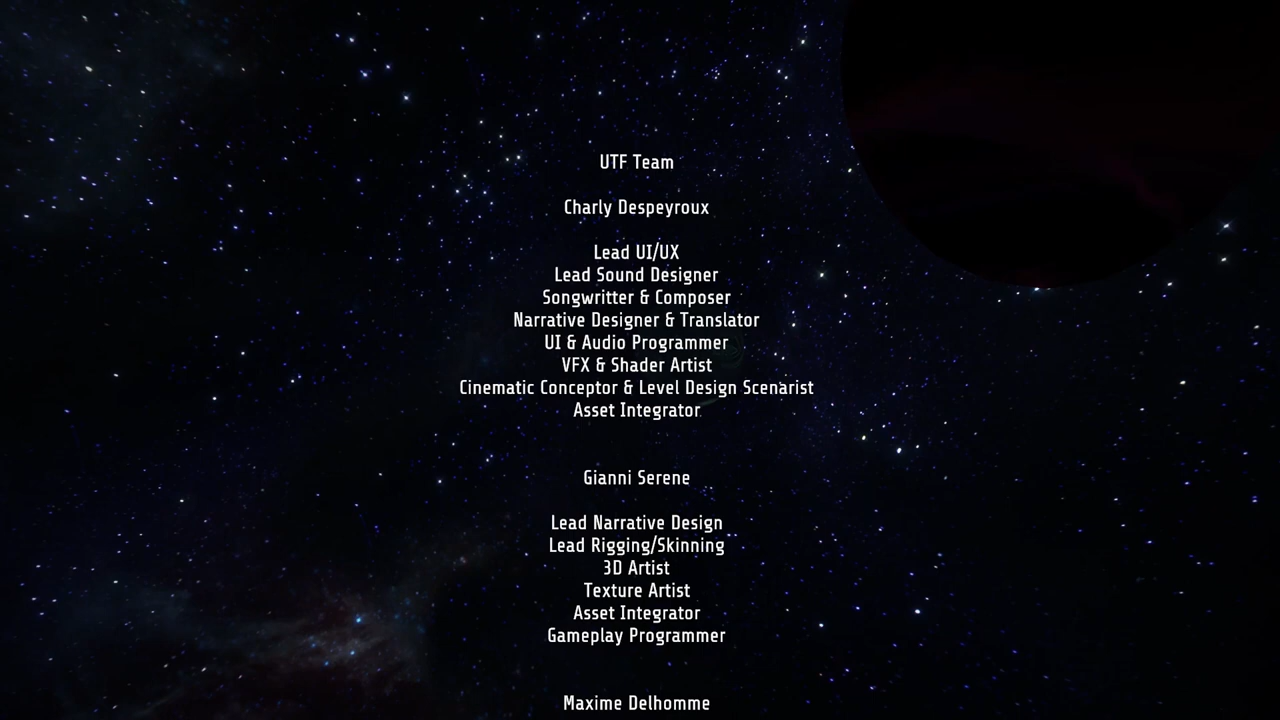 UTF Team
Charly Despeyroux
Lead UI/UX
Lead Sound Designer
Songwritter & Composer
Narrative Designer & Translator
UI & Audio Programmer
VFX & Shader Artist
Cinematic Conceptor & Level Design Scenarist
Asset Integrator
Gianni Serene
Lead Narrative Design
Lead Rigging/Skinning
3D Artist
Texture Artist
Asset Integrator
Gameplay Programmer
Maxime Delhomme